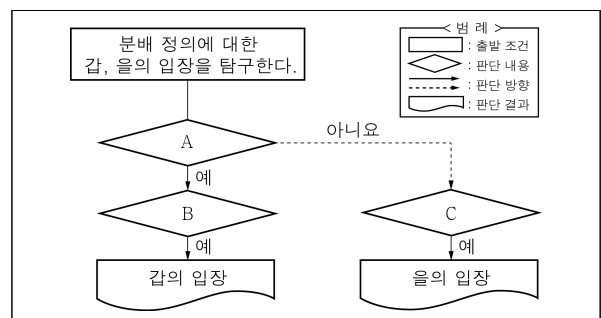 분배 정의에 대한
갑, 을의 입장을 탐구한다.
< 범 례 >
: 출발 조건
: 판단 내용
: 판단 방향
: 판단 결과
A
아니요
예
B
C
예
예
갑의 입장
을의 입장